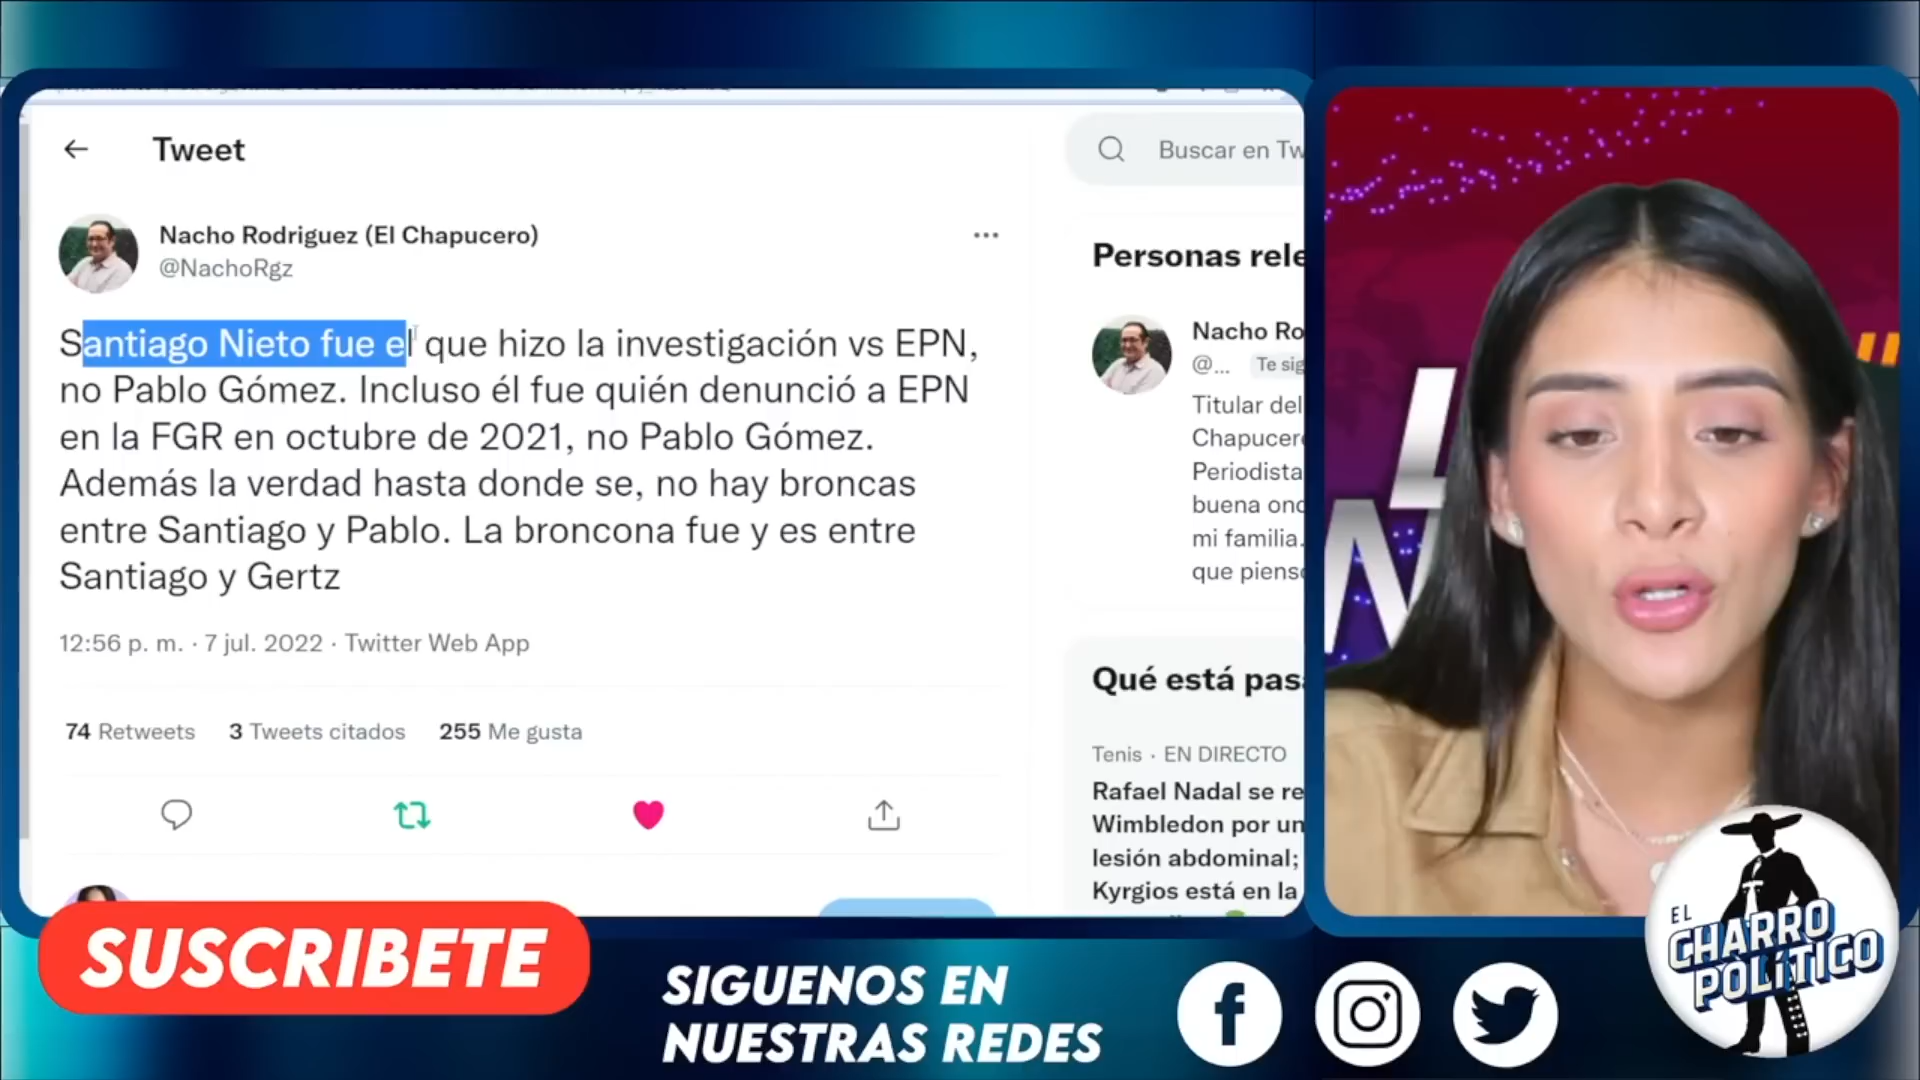 Tweet
Buscar en Tw
Nacho Rodriguez (El Chapucero)
@NachoRgz
Santiago Nieto fue el que hizo la investigación vs EPN,
no Pablo Gómez. Incluso él fue quién denunció a EPN
en la FGR en octubre de 2021, no Pablo Gómez.
Además la verdad hasta donde se, no hay broncas
entre Santiago y Pablo. La broncona fue y es entre
Santiago y Gertz
12:56 p. m. · 7 jul. 2022 · Twitter Web App
74 Retweets 3 Tweets citados 255 Me gusta
Personas rele
Nacho Ro
@... Te sig
Titular del
Chapucero
Periodista
buena ond
mi familia.
que pienso
Qué está pasa
Tenis · EN DIRECTO
Rafael Nadal se re
Wimbledon por un
lesión abdominal;
Kyrgios está en la
SUSCRIBETE
SIGUENOS EN
NUESTRAS REDES
EL
CHARRO
POLÍTICO